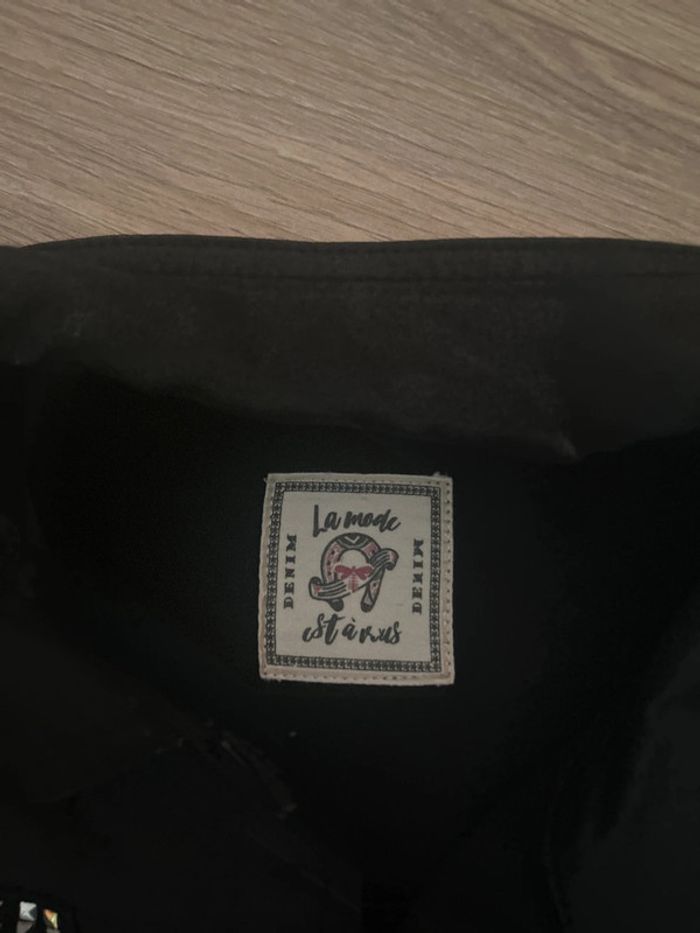 La mode
DENIM
DENIM
est à vous